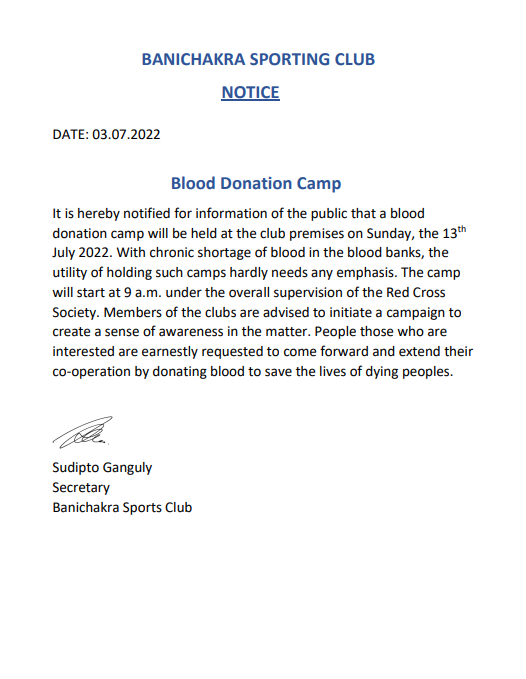 BANICHAKRA SPORTING CLUB
NOTICE
DATE: 03.07.2022
Blood Donation Camp
It is hereby notified for information of the public that a blood
donation camp will be held at the club premises on Sunday, the 13th
July 2022. With chronic shortage of blood in the blood banks, the
utility of holding such camps hardly needs any emphasis. The camp
will start at 9 a.m. under the overall supervision of the Red Cross
Society. Members of the clubs are advised to initiate a campaign to
create a sense of awareness in the matter. People those who are
interested are earnestly requested to come forward and extend their
co-operation by donating blood to save the lives of dying peoples.
Sudipto Ganguly
Secretary
Banichakra Sports Club